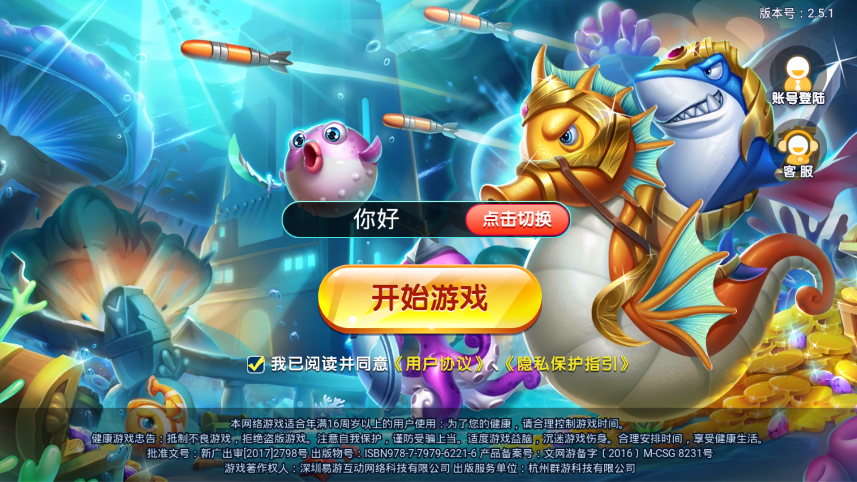 版本号：2.5.1
账号登陆
客服
你好
点击切换
开始游戏
我已阅读并同意《用户协议》、《隐私保护指引》
本网络游戏适合年满16周岁以上的用户使用：为了您的健康，请合理控制游戏时间。
健康游戏忠告：抵制不良游戏，拒绝盗版游戏。注意自我保护，谨防受骗上当。适度游戏益脑，沉迷游戏伤身。合理安排时间，享受健康生活。
批准文号：新广出审[2017]2798号 出版物号：ISBN978-7-7979-6221-6 产品备案号：文网游备字〔2016〕M-CSG 8231号
游戏著作权人：深圳易游互动网络科技有限公司 出版服务单位：杭州群游科技有限公司